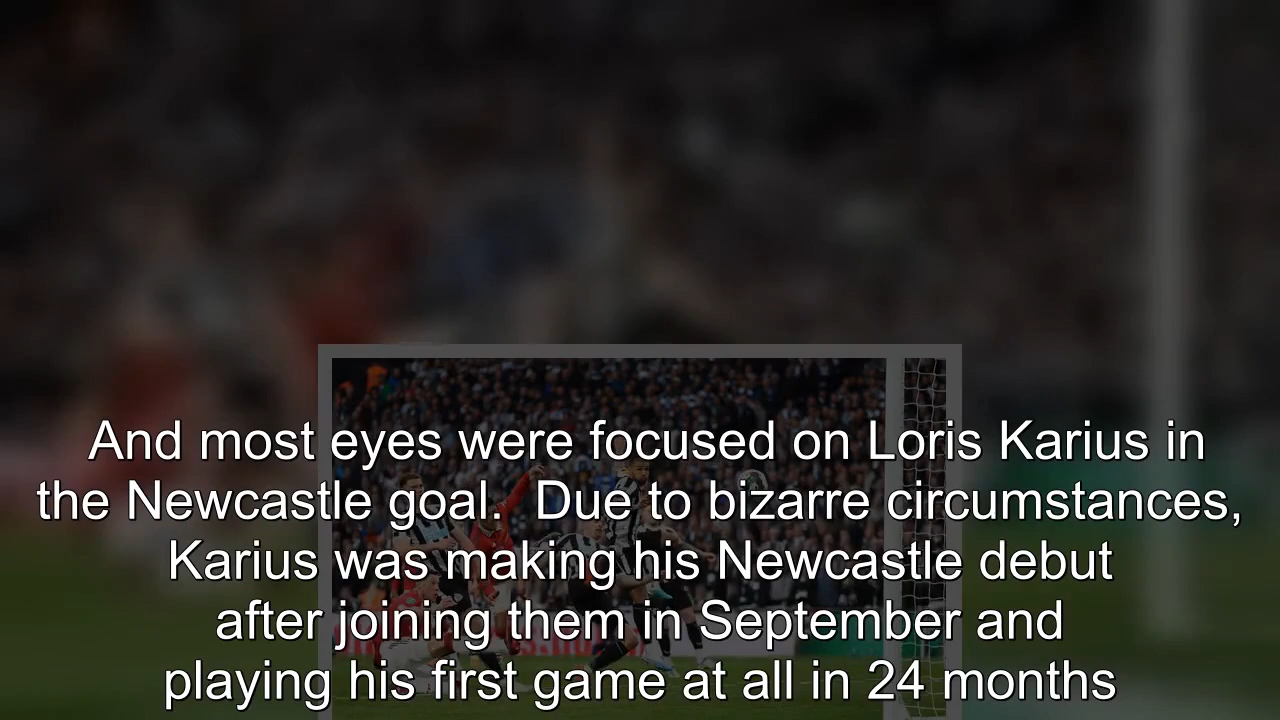 And most eyes were focused on Loris Karius in
the Newcastle goal.  Due to bizarre circumstances,
Karius was making his Newcastle debut
after joining them in September and
playing his first game at all in 24 months